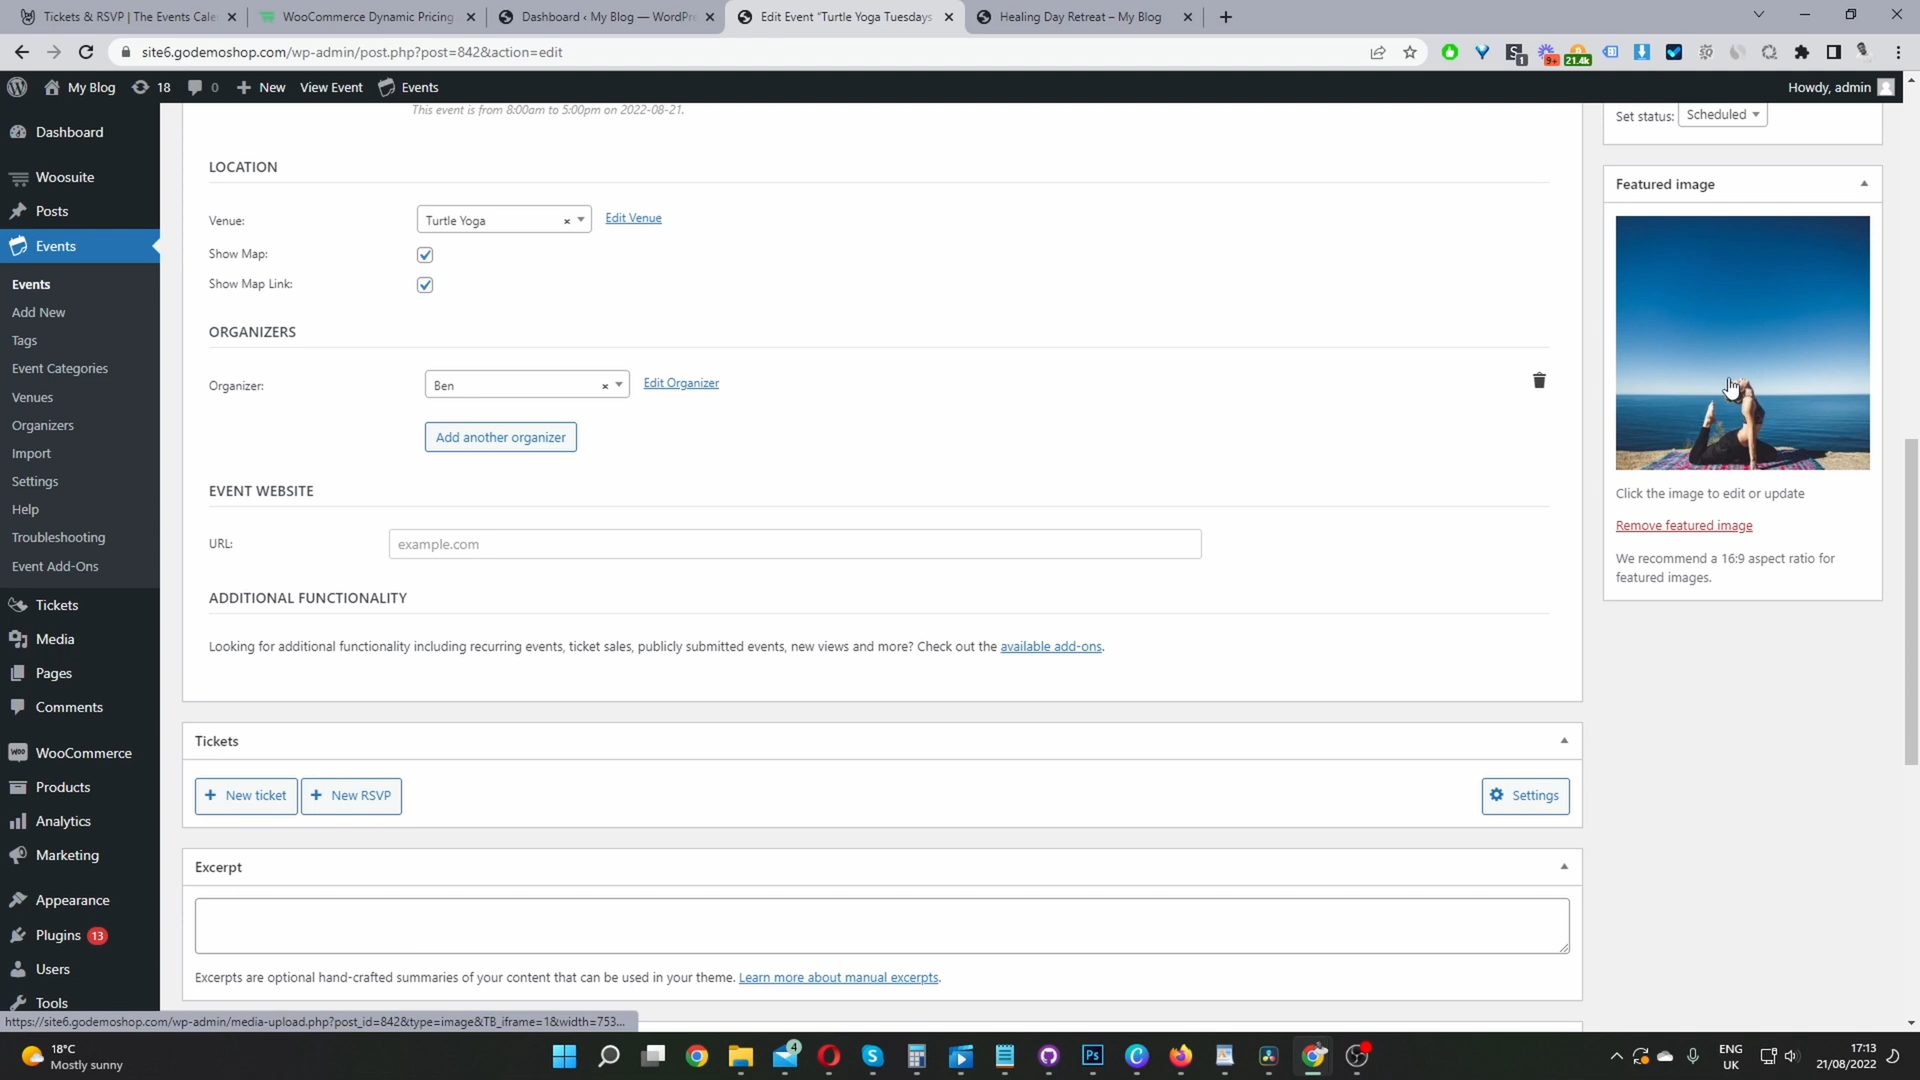 Tickets & RSVP | The Events Cale
WooCommerce Dynamic Pricing
Dashboard ‹ My Blog — WordPre
Edit Event "Turtle Yoga Tuesdays
Healing Day Retreat – My Blog
site6.godemoshop.com/wp-admin/post.php?post=842&action=edit
1
9+
21.4k
My Blog
18
0
New
View Event
Events
Howdy, admin
Dashboard
Woosuite
Posts
Events
Events
Add New
Tags
Event Categories
Venues
Organizers
Import
Settings
Help
Troubleshooting
Event Add-Ons
Tickets
Media
Pages
Comments
WooCommerce
Products
Analytics
Marketing
Appearance
Plugins 13
Users
Tools
This event is from 8:00am to 5:00pm on 2022-08-21.
LOCATION
Venue:
Turtle Yoga
Edit Venue
Show Map:
Show Map Link:
ORGANIZERS
Organizer:
Ben
Edit Organizer
Add another organizer
EVENT WEBSITE
URL:
example.com
ADDITIONAL FUNCTIONALITY
Looking for additional functionality including recurring events, ticket sales, publicly submitted events, new views and more? Check out the available add-ons.
Tickets
New ticket
New RSVP
Settings
Excerpt
Excerpts are optional hand-crafted summaries of your content that can be used in your theme. Learn more about manual excerpts.
Set status:
Scheduled
Featured image
Click the image to edit or update
Remove featured image
We recommend a 16:9 aspect ratio for
featured images.
https://site6.godemoshop.com/wp-admin/media-upload.php?post_id=842&type=image&TB_iframe=1&width=753...
18°C
Mostly sunny
4
Ps
ENG
UK
17:13
21/08/2022